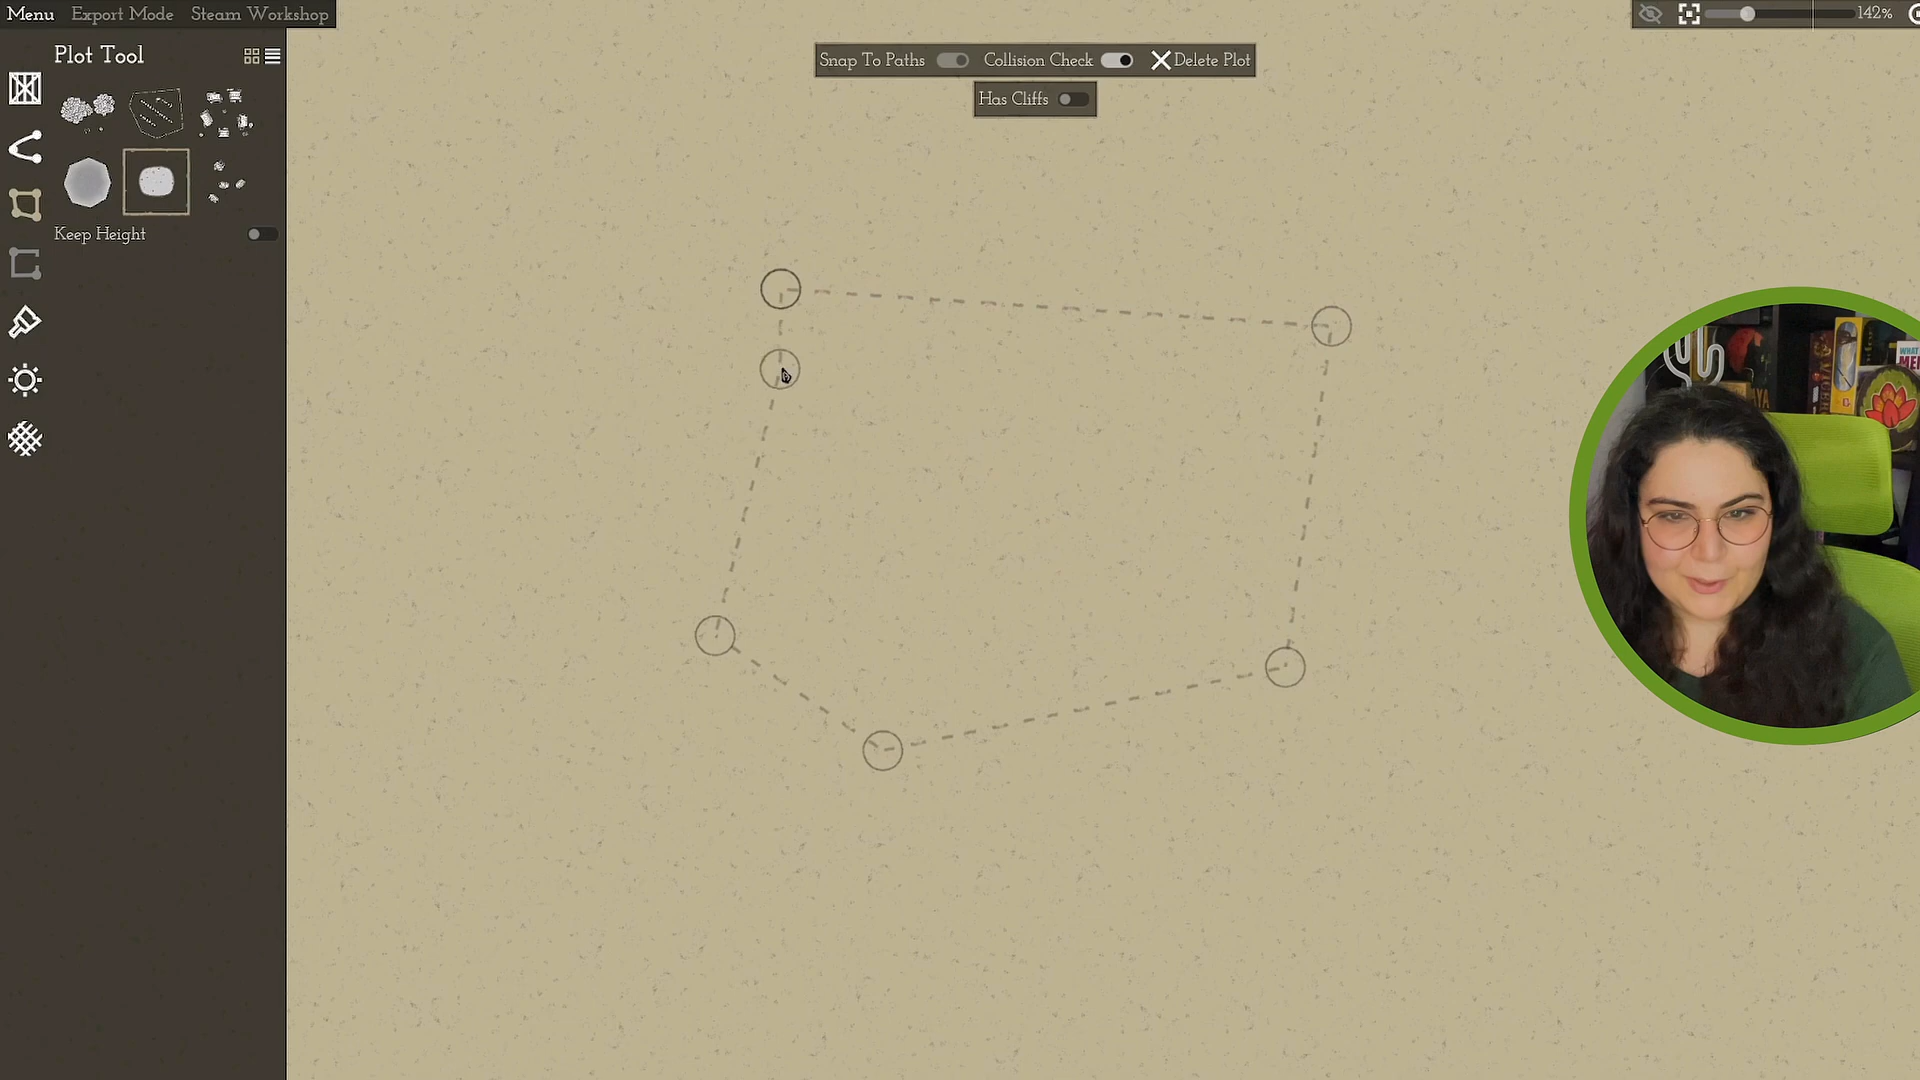 Menu Export Mode Steam Workshop
142%
Plot Tool
Snap To Paths Collision Check Delete Plot
Has Cliffs
Keep Height